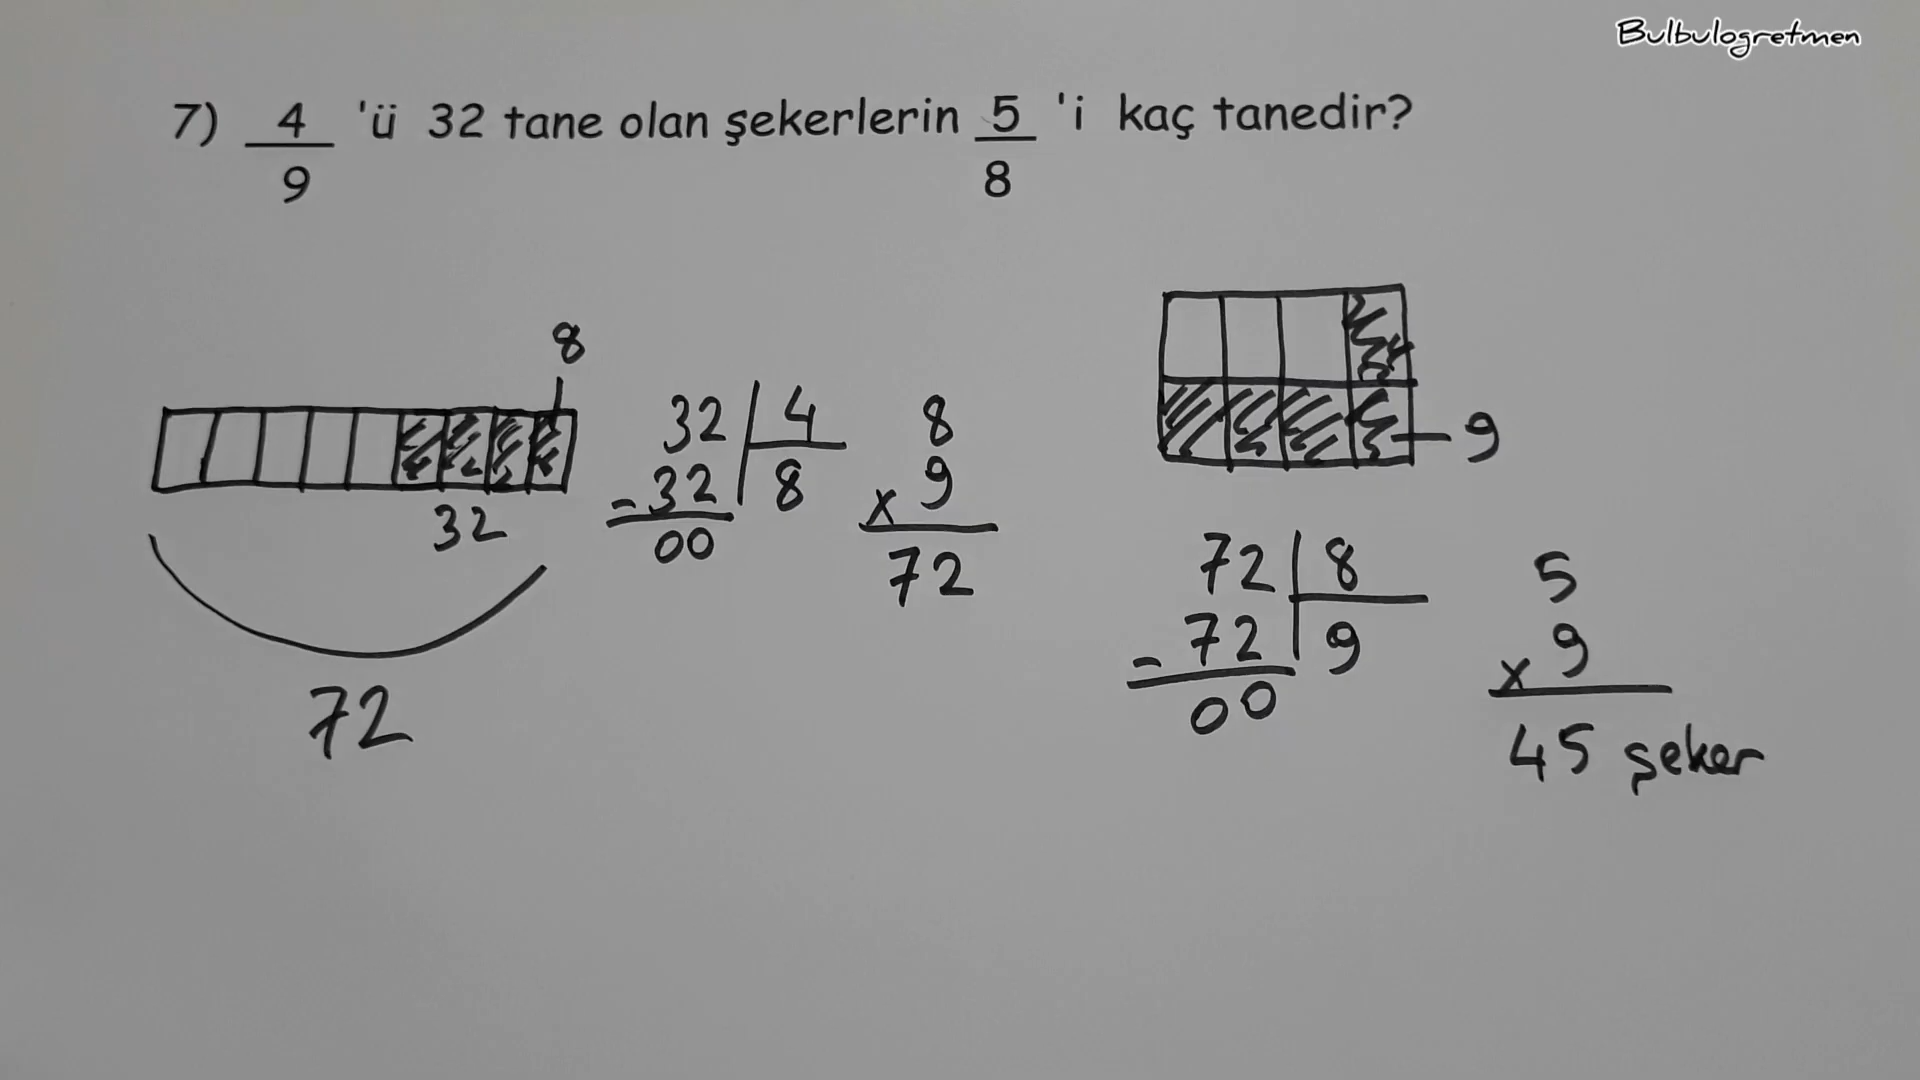 Bulbulogretmen
7) 4/9 'ü 32 tane olan şekerlerin 5/8 'i kaç tanedir?
8
32
72
32 | 4
- 32 | 8
00
8
x 9
72
9
72 | 8
- 72 | 9
00
5
x 9
45 şeker